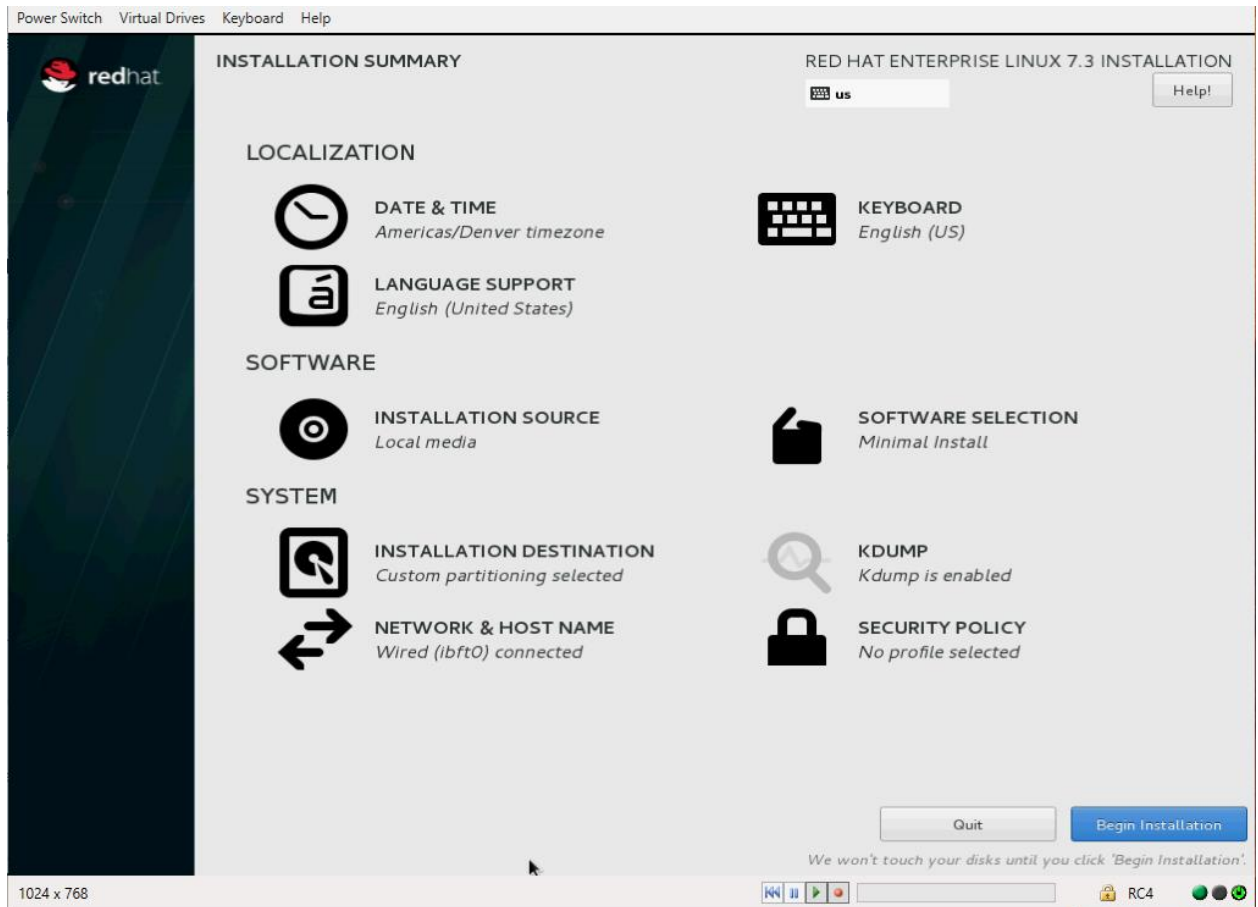 Power Switch Virtual Drives Keyboard Help
redhat
INSTALLATION SUMMARY
RED HAT ENTERPRISE LINUX 7.3 INSTALLATION
us
Help!
LOCALIZATION
DATE & TIME
Americas/Denver timezone
KEYBOARD
English (US)
á
LANGUAGE SUPPORT
English (United States)
SOFTWARE
INSTALLATION SOURCE
Local media
SOFTWARE SELECTION
Minimal Install
SYSTEM
INSTALLATION DESTINATION
Custom partitioning selected
KDUMP
Kdump is enabled
NETWORK & HOST NAME
Wired (ibft0) connected
SECURITY POLICY
No profile selected
Quit
Begin Installation
We won't touch your disks until you click 'Begin Installation'.
1024 x 768
RC4